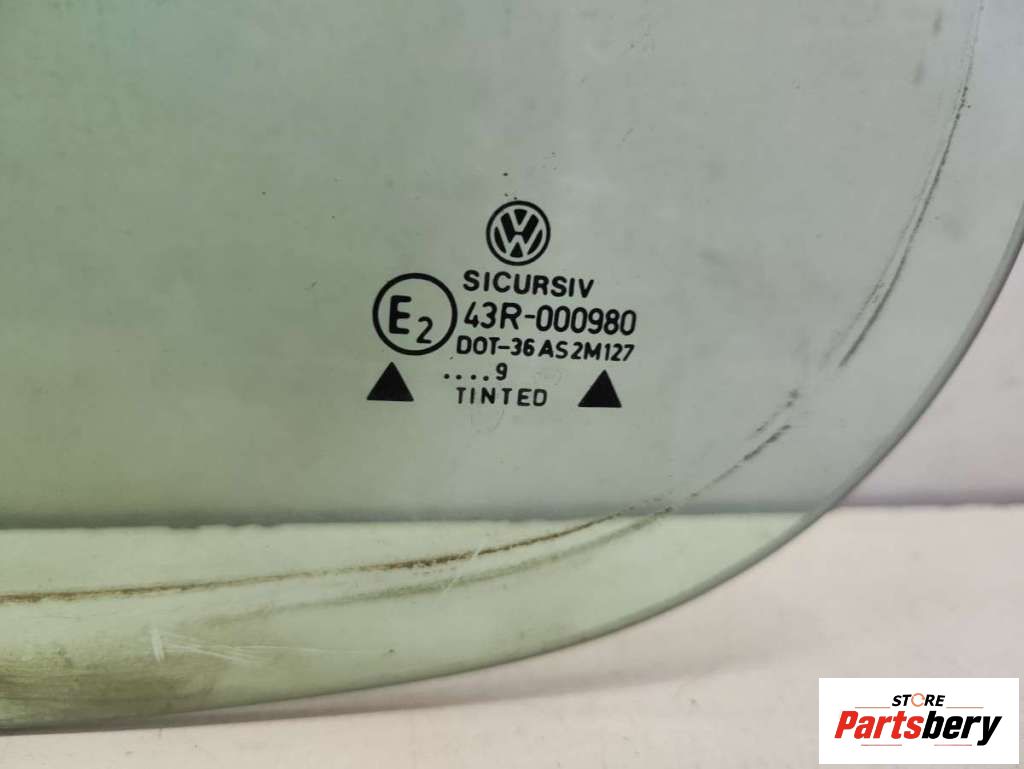 SICURSIV
E2
43R-000980
DOT-36 AS2M127
....9
TINTED
STORE
Partsbery